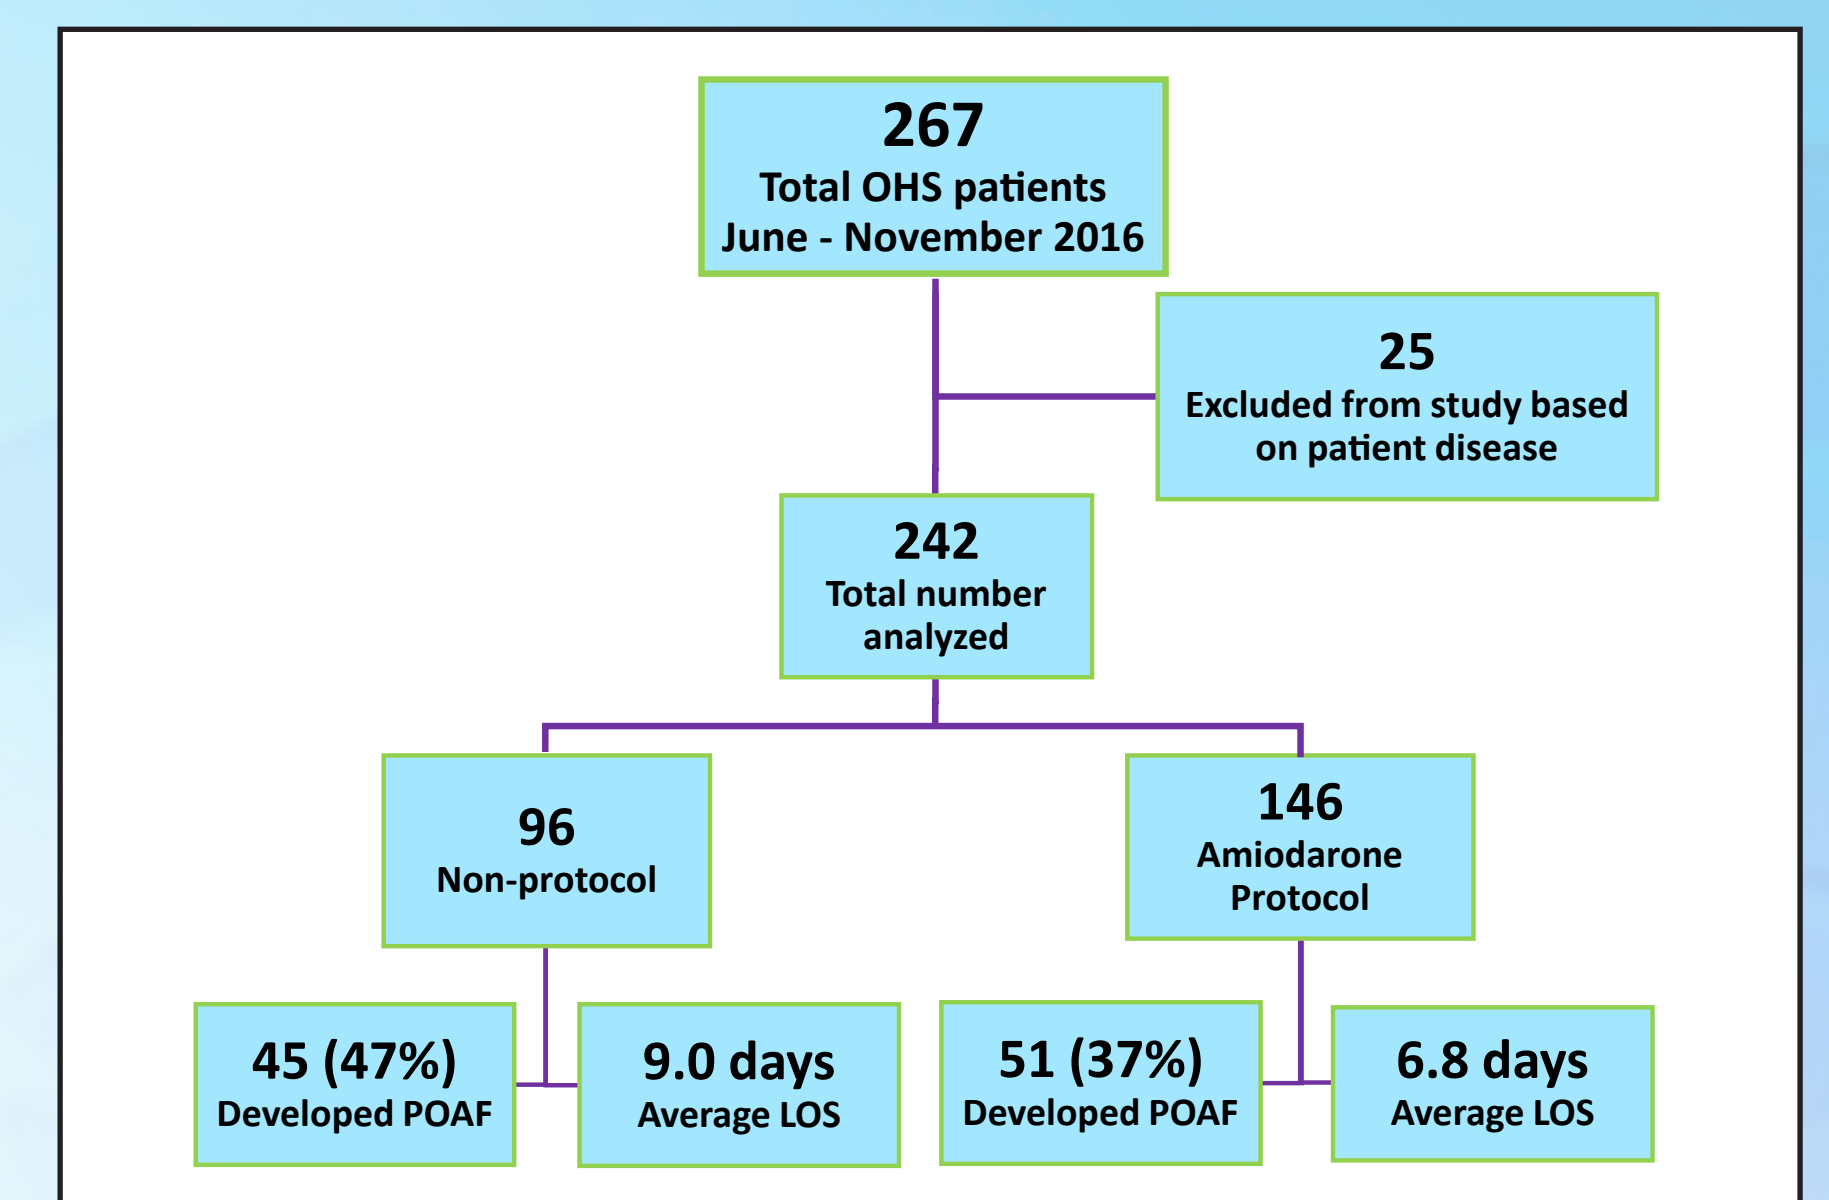 267
Total OHS patients
June - November 2016
25
Excluded from study based
on patient disease
242
Total number
analyzed
96
Non-protocol
146
Amiodarone
Protocol
45 (47%)
Developed POAF
9.0 days
Average LOS
51 (37%)
Developed POAF
6.8 days
Average LOS